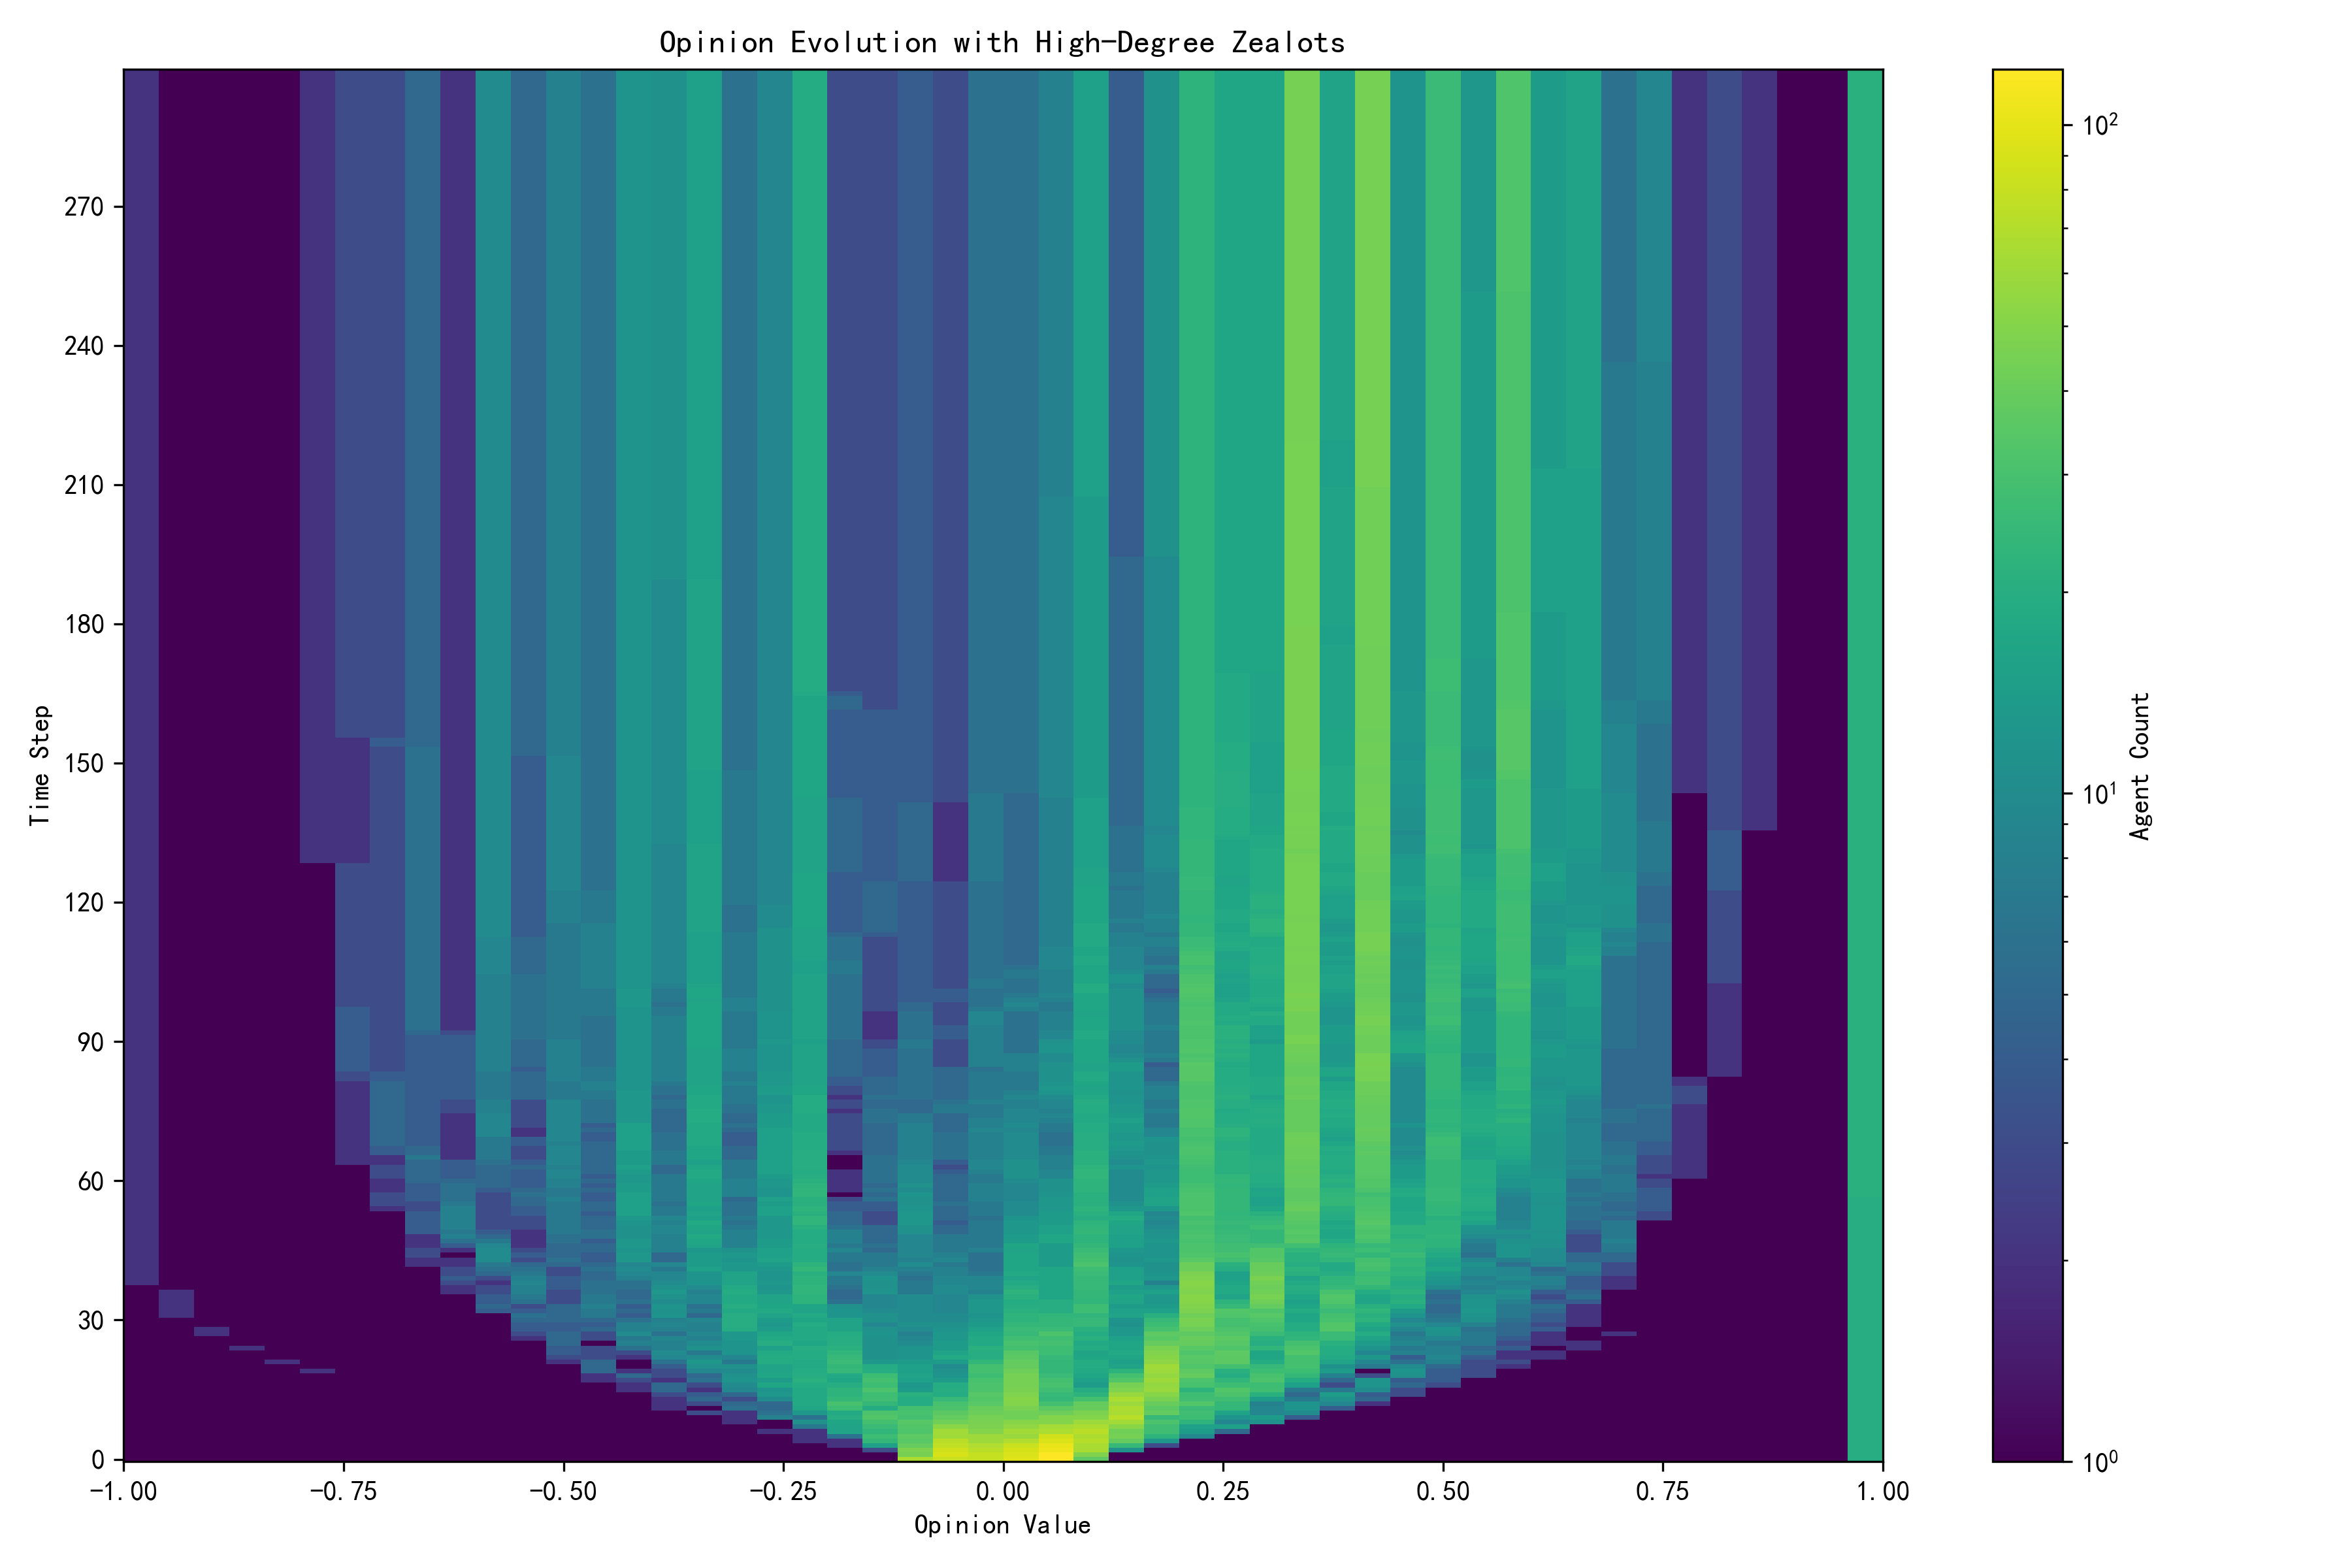 Opinion Evolution with High-Degree Zealots
270
240
210
180
150
120
90
60
30
0
Time Step
-1.00 -0.75 -0.50 -0.25 0.00 0.25 0.50 0.75 1.00
Opinion Value
10²
10¹
10⁰
Agent Count